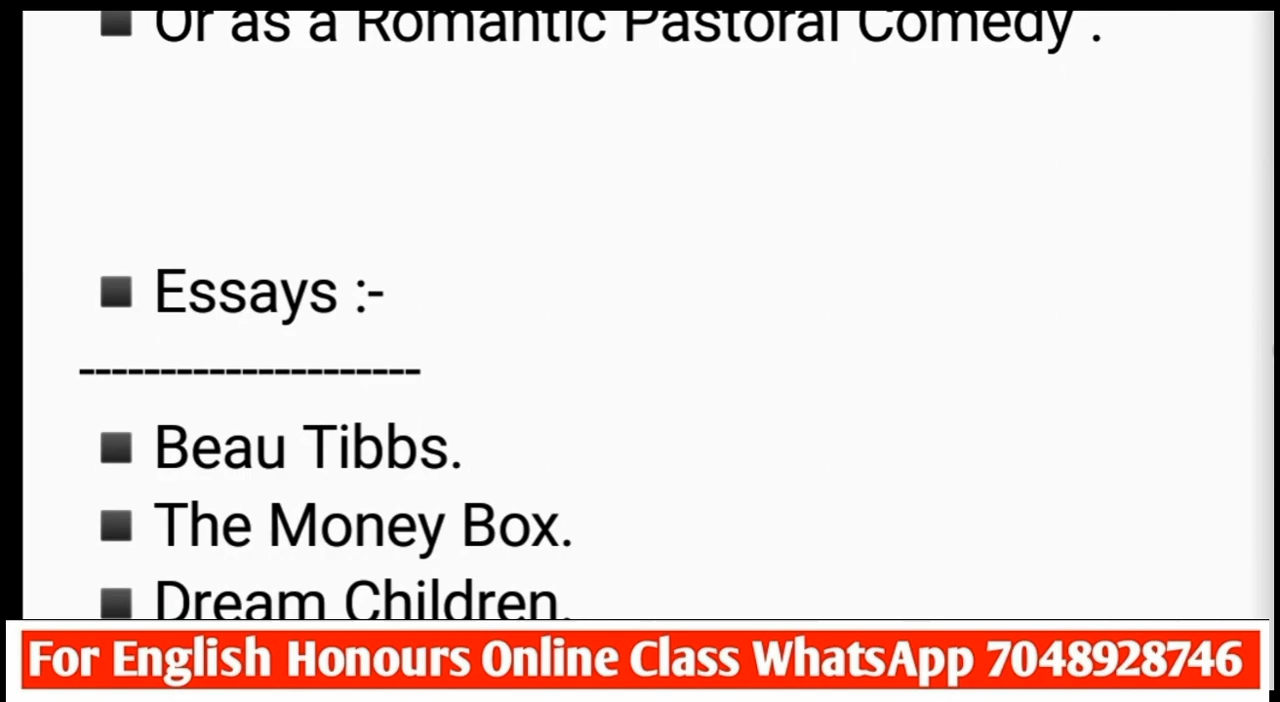 ▪ Or as a Romantic Pastoral Comedy .
▪ Essays :-
---------------------
▪ Beau Tibbs.
▪ The Money Box.
▪ Dream Children.
For English Honours Online Class WhatsApp 7048928746